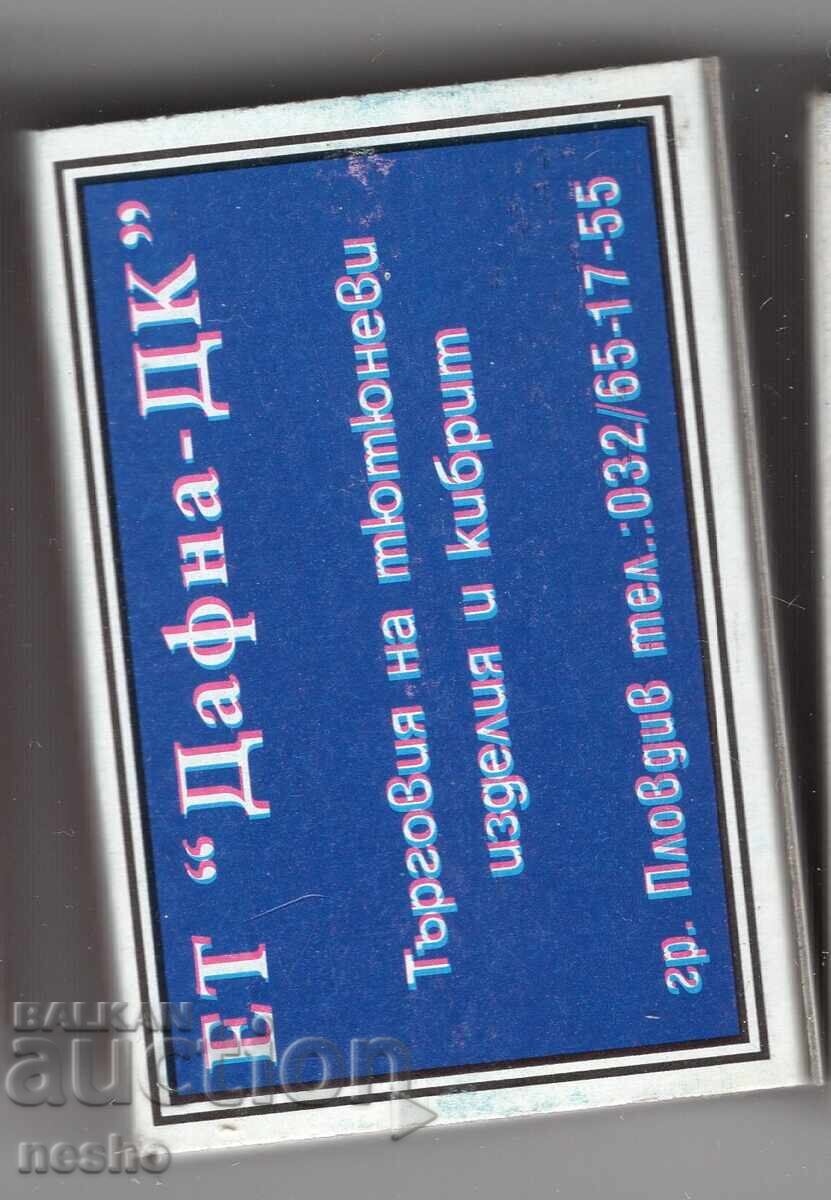 ЕТ “Дафна-ДК”
Търговия на тютюневи
изделия и кибрит
гр. Пловдив тел.:032/65-17-55
BALKAN
auction
nesho